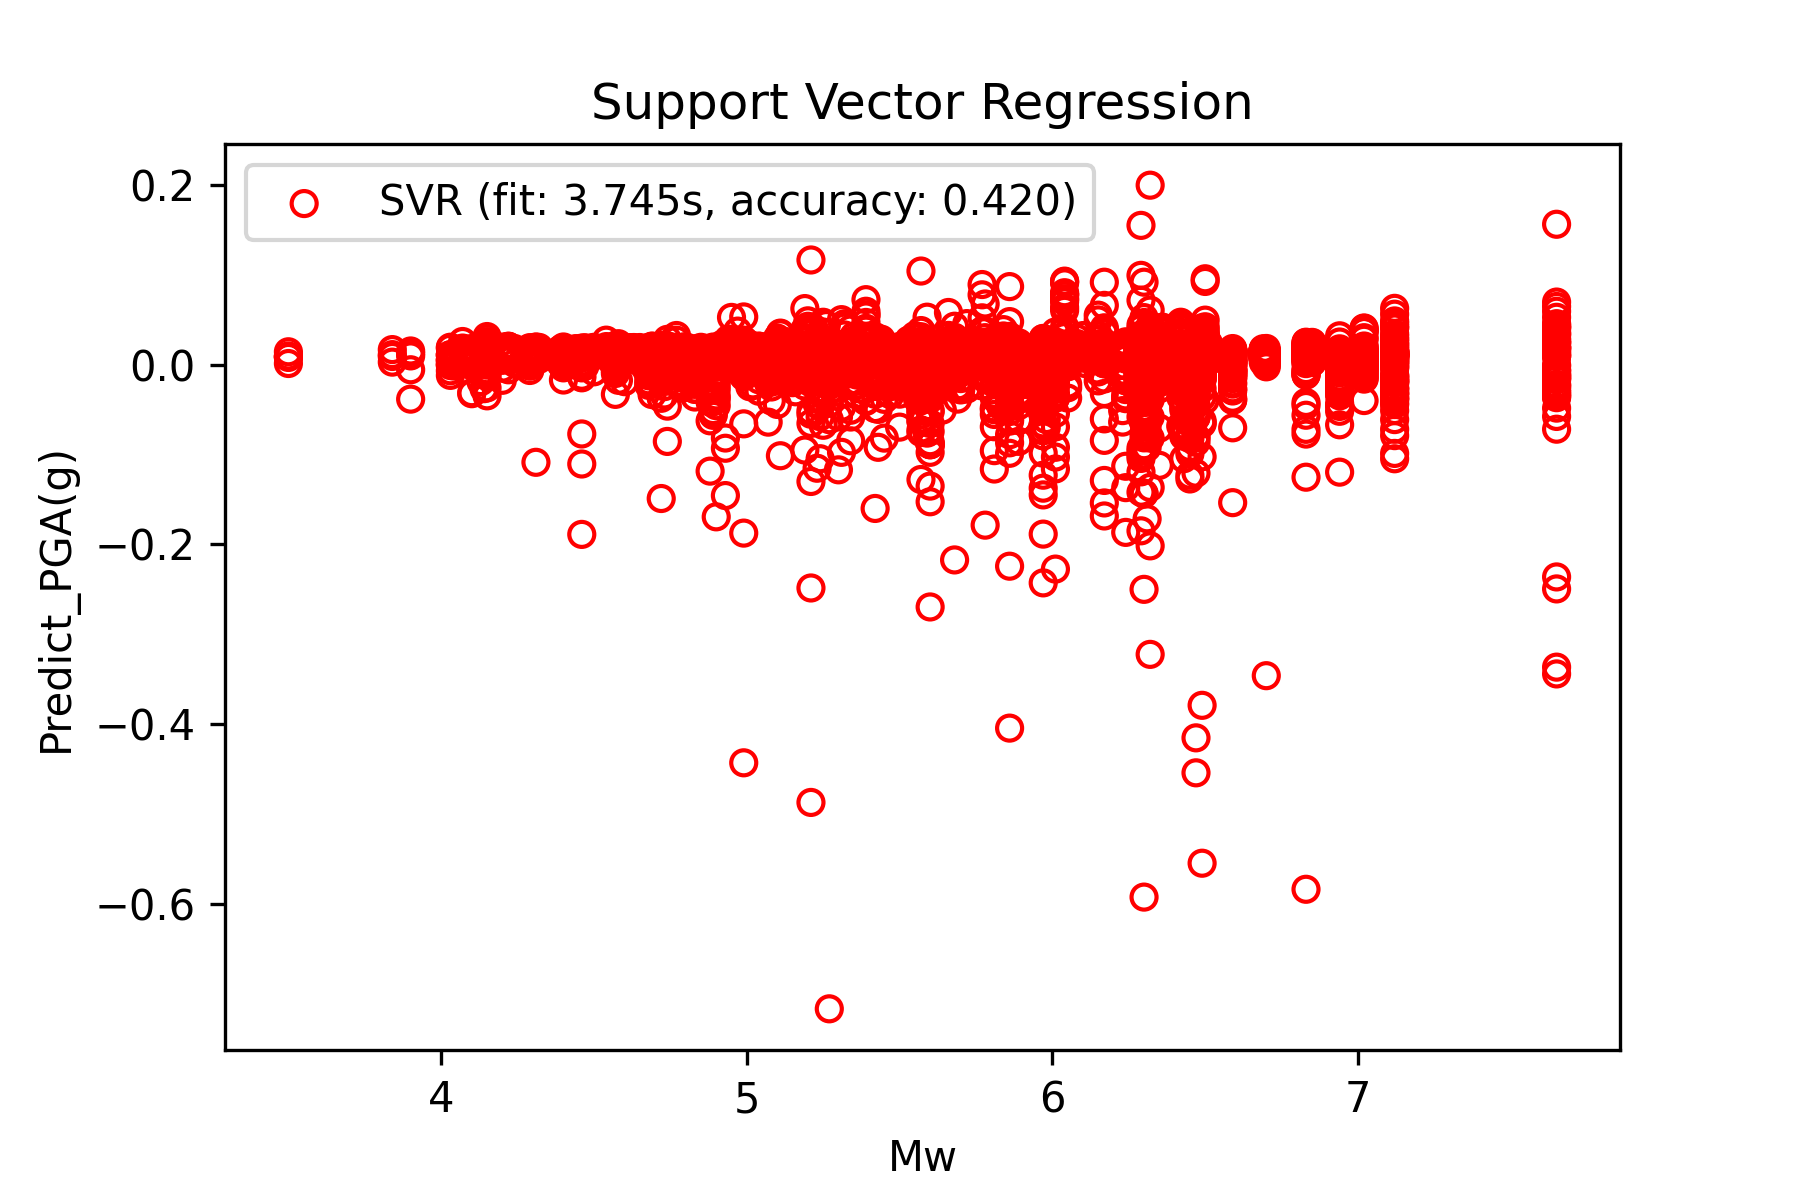 Support Vector Regression
SVR (fit: 3.745s, accuracy: 0.420)
0.2
0.0
−0.2
−0.4
−0.6
Predict_PGA(g)
4
5
6
7
Mw